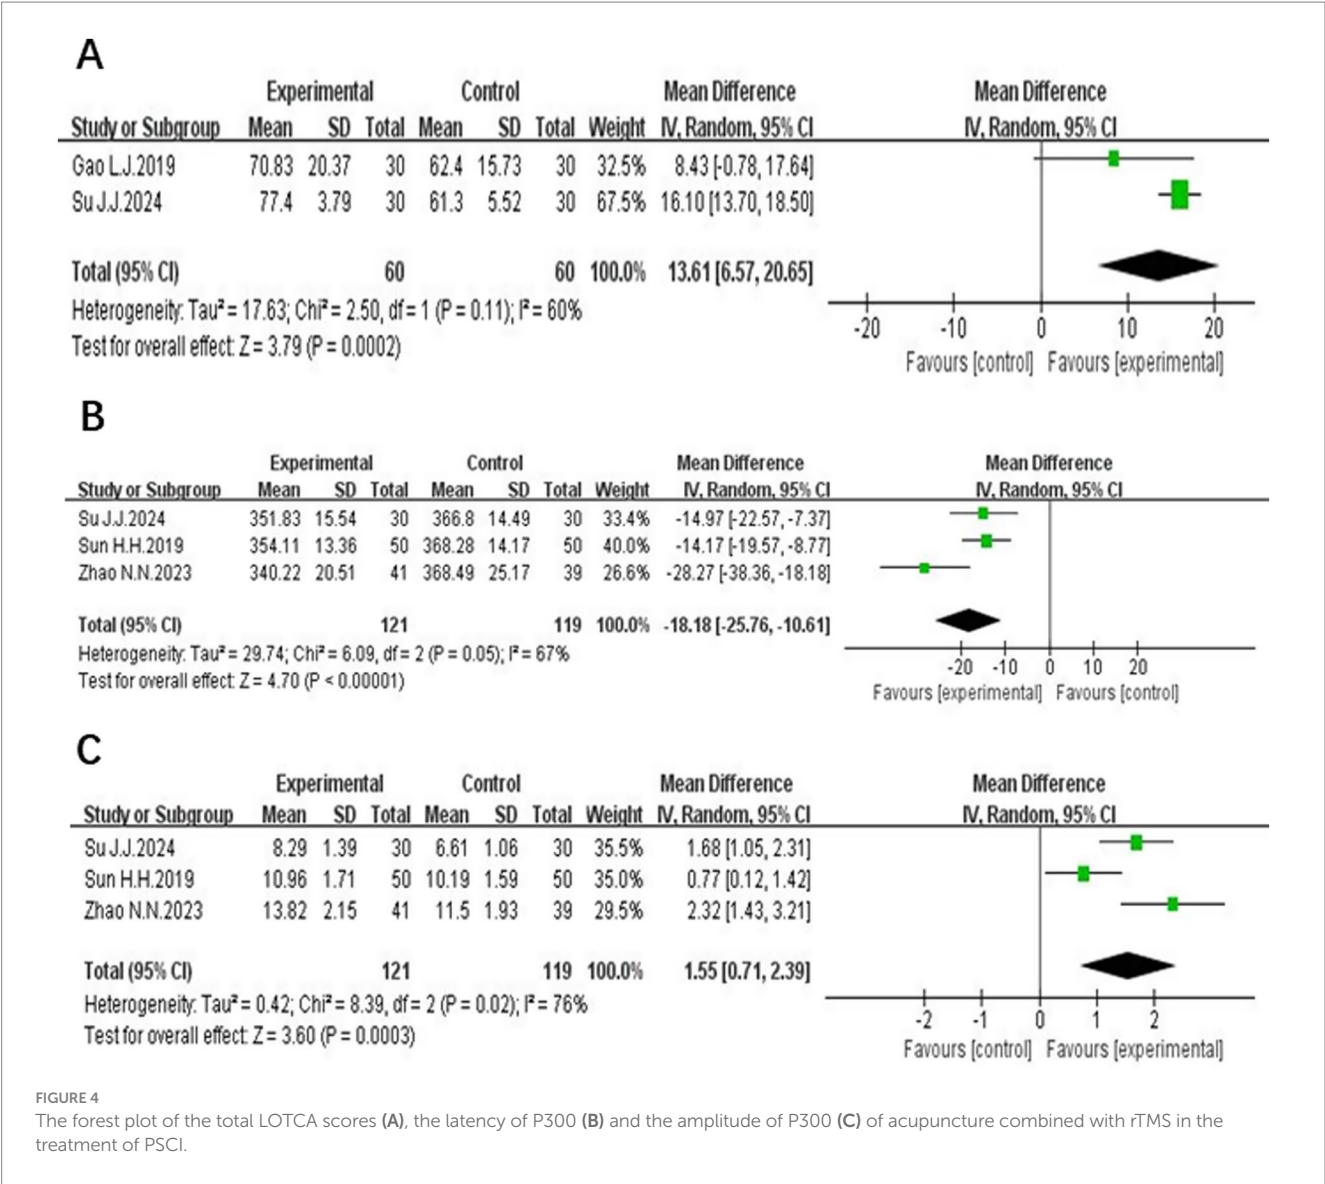 A
Experimental Control Mean Difference Mean Difference
Study or Subgroup Mean SD Total Mean SD Total Weight IV, Random, 95% CI IV, Random, 95% CI
Gao L.J.2019 70.83 20.37 30 62.4 15.73 30 32.5% 8.43 [-0.78, 17.64]
Su J.J.2024 77.4 3.79 30 61.3 5.52 30 67.5% 16.10 [13.70, 18.50]
Total (95% CI) 60 60 100.0% 13.61 [6.57, 20.65]
Heterogeneity: Tau² = 17.63; Chi² = 2.50, df = 1 (P = 0.11); I² = 60%
Test for overall effect: Z = 3.79 (P = 0.0002)
-20 -10 0 10 20
Favours [control] Favours [experimental]
B
Experimental Control Mean Difference Mean Difference
Study or Subgroup Mean SD Total Mean SD Total Weight IV, Random, 95% CI IV, Random, 95% CI
Su J.J.2024 351.83 15.54 30 366.8 14.49 30 33.4% -14.97 [-22.57, -7.37]
Sun H.H.2019 354.11 13.36 50 368.28 14.17 50 40.0% -14.17 [-19.57, -8.77]
Zhao N.N.2023 340.22 20.51 41 368.49 25.17 39 26.6% -28.27 [-38.36, -18.18]
Total (95% CI) 121 119 100.0% -18.18 [-25.76, -10.61]
Heterogeneity: Tau² = 29.74; Chi² = 6.09, df = 2 (P = 0.05); I² = 67%
Test for overall effect: Z = 4.70 (P < 0.00001)
-20 -10 0 10 20
Favours [experimental] Favours [control]
C
Experimental Control Mean Difference Mean Difference
Study or Subgroup Mean SD Total Mean SD Total Weight IV, Random, 95% CI IV, Random, 95% CI
Su J.J.2024 8.29 1.39 30 6.61 1.06 30 35.5% 1.68 [1.05, 2.31]
Sun H.H.2019 10.96 1.71 50 10.19 1.59 50 35.0% 0.77 [0.12, 1.42]
Zhao N.N.2023 13.82 2.15 41 11.5 1.93 39 29.5% 2.32 [1.43, 3.21]
Total (95% CI) 121 119 100.0% 1.55 [0.71, 2.39]
Heterogeneity: Tau² = 0.42; Chi² = 8.39, df = 2 (P = 0.02); I² = 76%
Test for overall effect: Z = 3.60 (P = 0.0003)
-2 -1 0 1 2
Favours [control] Favours [experimental]
FIGURE 4
The forest plot of the total LOTCA scores (A), the latency of P300 (B) and the amplitude of P300 (C) of acupuncture combined with rTMS in the
treatment of PSCI.